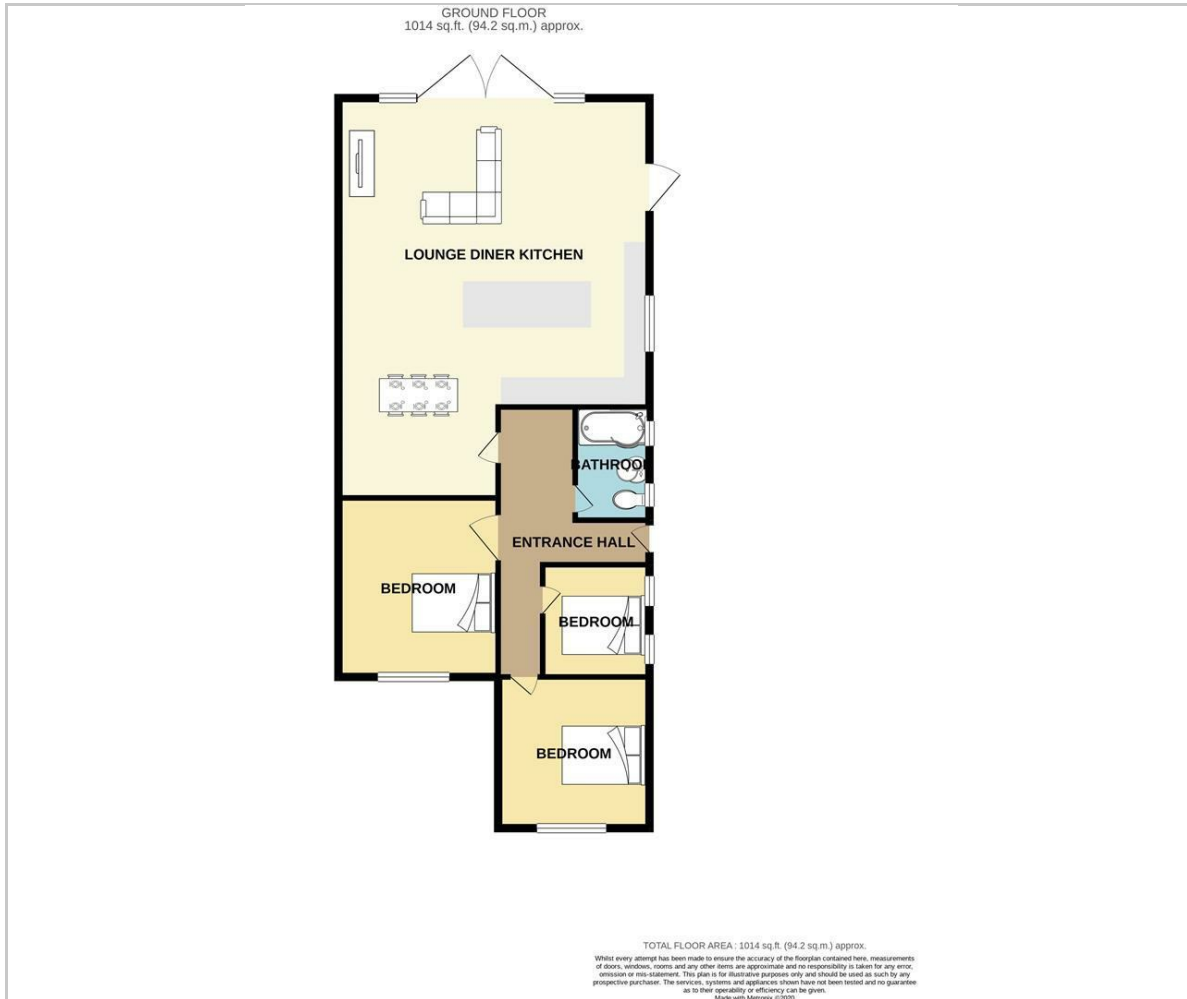 GROUND FLOOR
1014 sq.ft. (94.2 sq.m.) approx.
LOUNGE DINER KITCHEN
BATHROOM
ENTRANCE HALL
BEDROOM
BEDROOM
BEDROOM
TOTAL FLOOR AREA : 1014 sq.ft. (94.2 sq.m.) approx.
Whilst every attempt has been made to ensure the accuracy of the floorplan contained here, measurements
of doors, windows, rooms and any other items are approximate and no responsibility is taken for any error,
omission or mis-statement. This plan is for illustrative purposes only and should be used as such by any
prospective purchaser. The services, systems and appliances shown have not been tested and no guarantee
as to their operability or efficiency can be given.
Made with Metropix ©2020